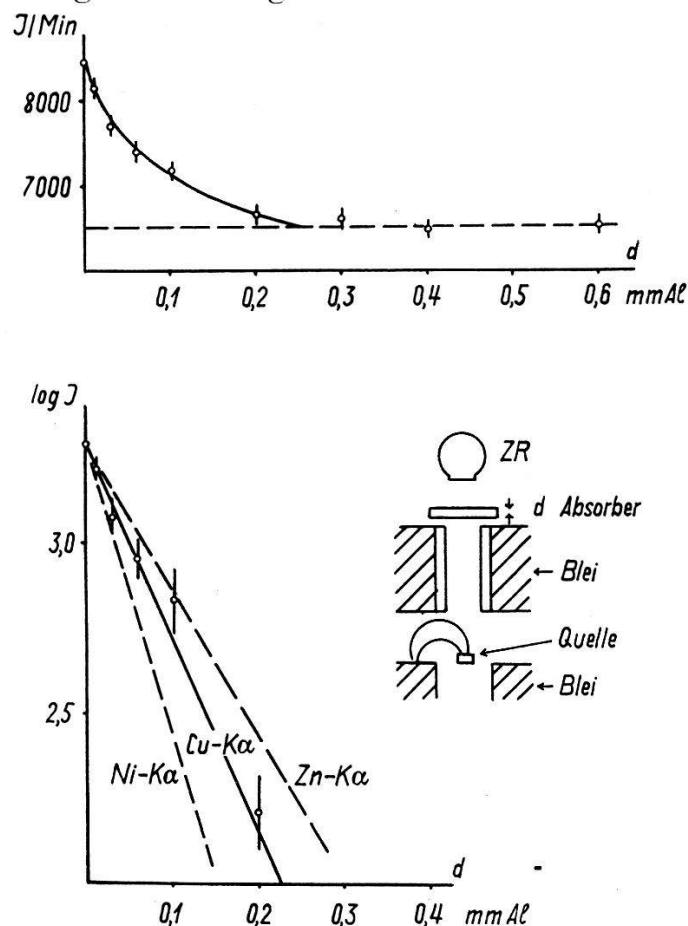 J/Min
8000
7000
d
0,1 0,2 0,3 0,4 0,5 0,6 mmAl
log J
3,0
2,5
Ni-Kα
Cu-Kα
Zn-Kα
d
0,1 0,2 0,3 0,4 mmAl
ZR
d Absorber
Blei
Quelle
Blei